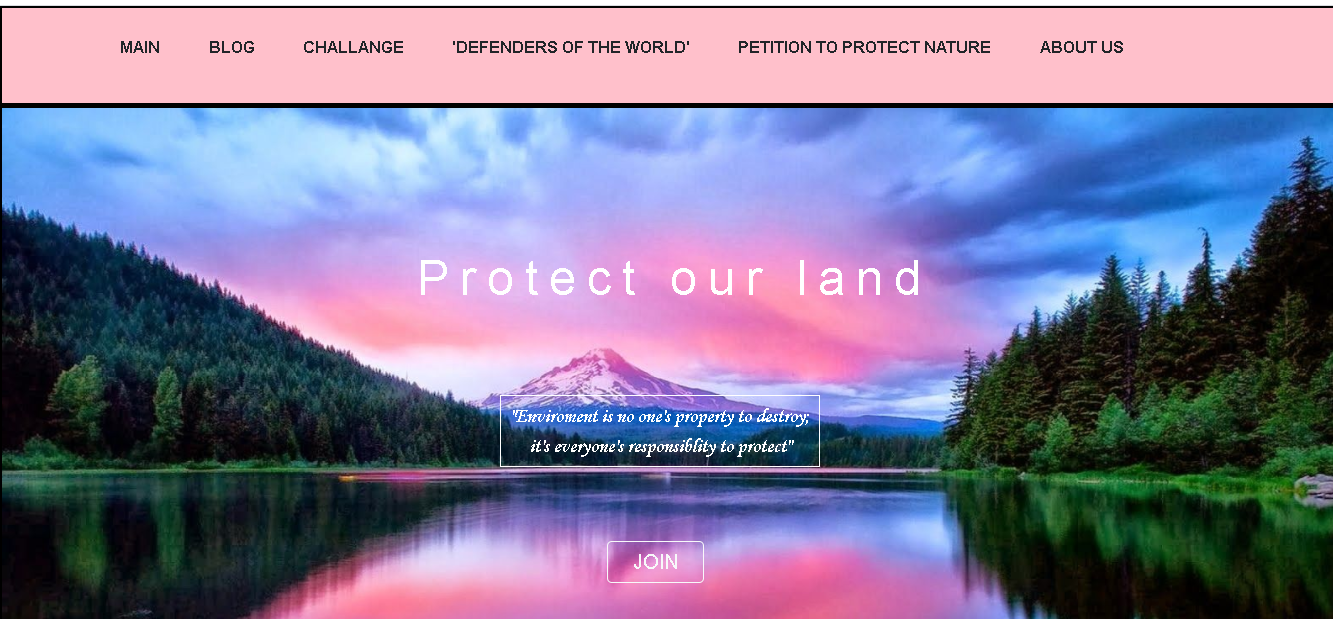 MAIN BLOG CHALLANGE 'DEFENDERS OF THE WORLD' PETITION TO PROTECT NATURE ABOUT US
Protect our land
"Enviroment is no one's property to destroy;
it's everyone's responsiblity to protect"
JOIN